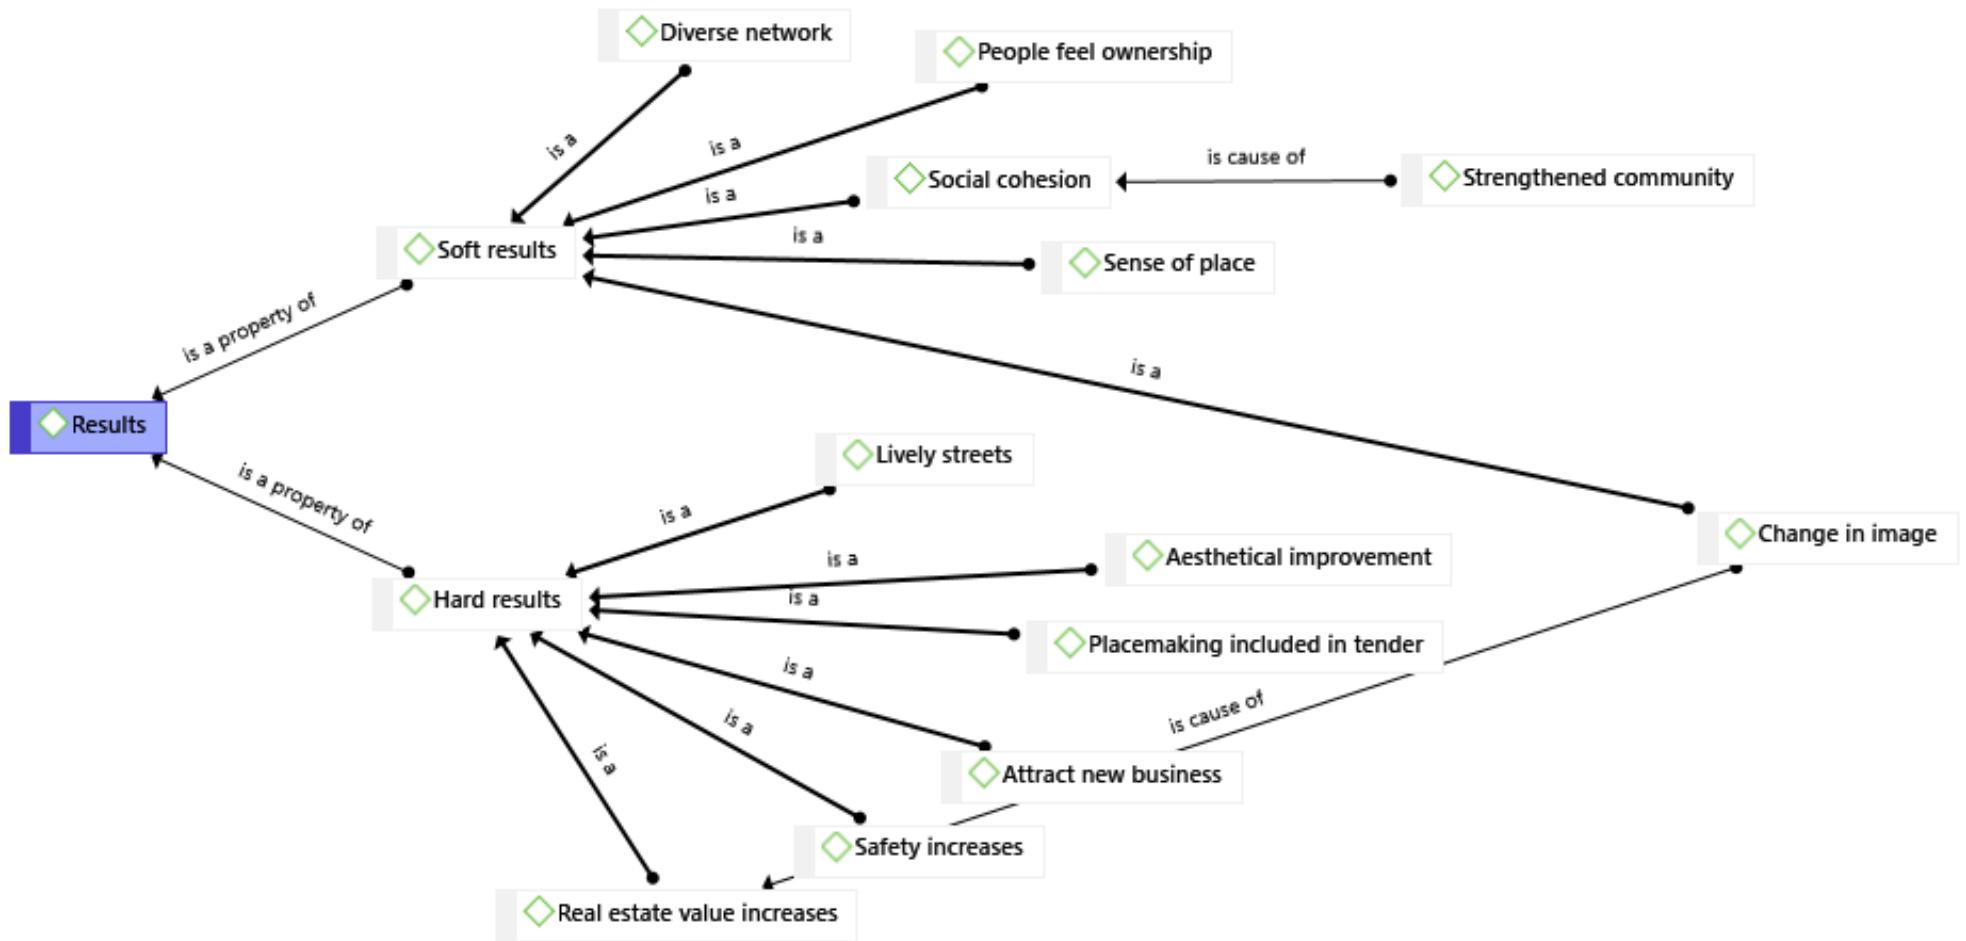 Diverse network
People feel ownership
is a
is a
is cause of
Social cohesion
Strengthened community
is a
is a
Soft results
Sense of place
is a property of
is a
Results
Lively streets
is a property of
is a
Change in image
is a
Aesthetical improvement
Hard results
is a
Placemaking included in tender
is a
is cause of
is a
is a
Attract new business
Safety increases
Real estate value increases